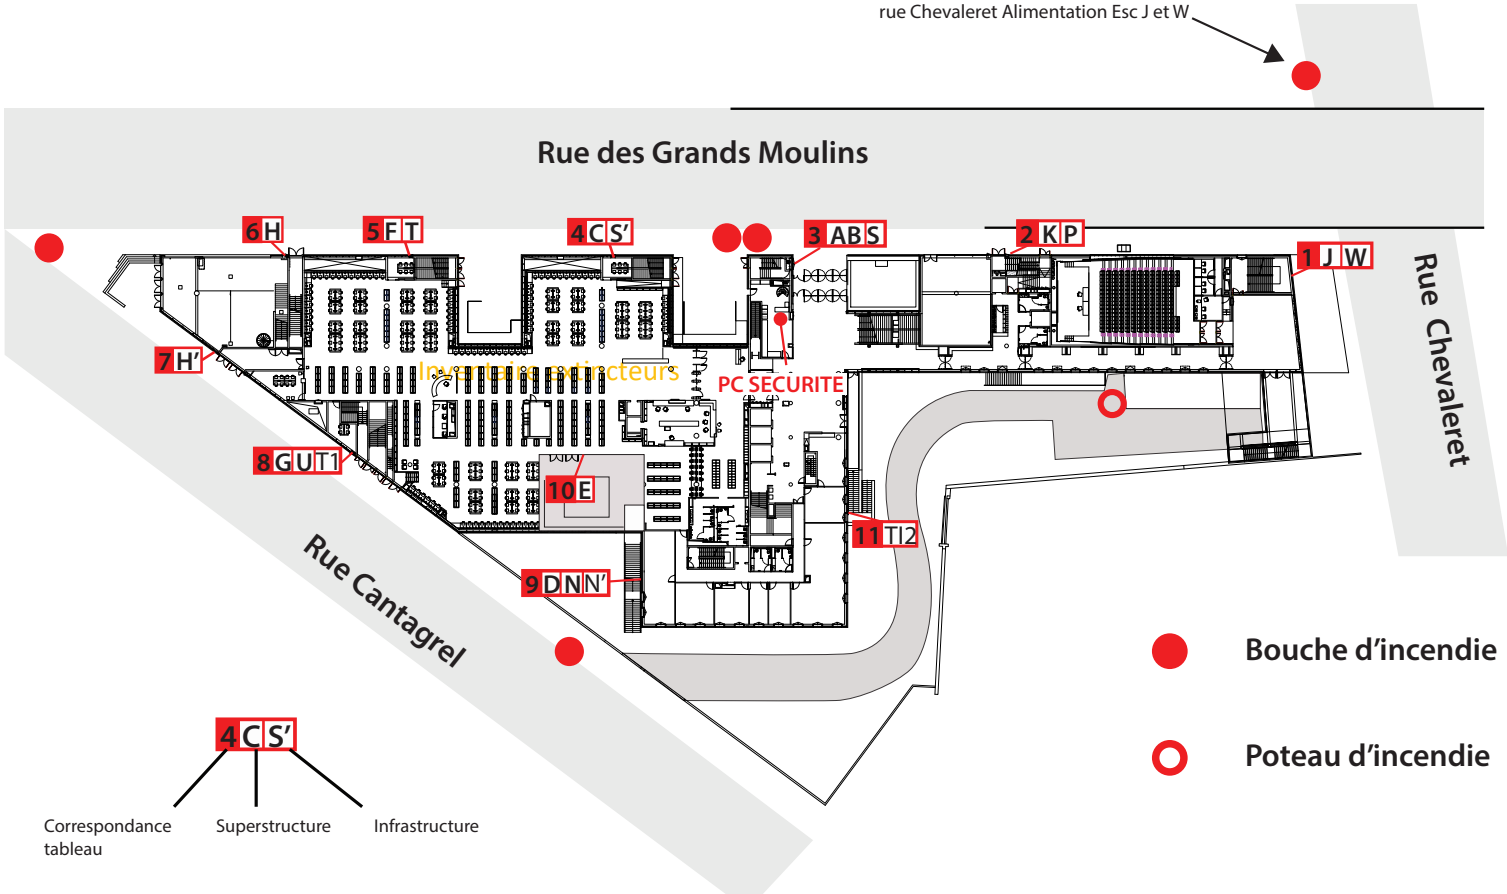 rue Chevaleret Alimentation Esc J et W
Rue des Grands Moulins
6 H
5 F T
4 C S’
3 AB S
2 K P
1 J W
Rue Chevaleret
7 H’
Inventaire extincteurs
PC SECURITE
8 G U T1
10 E
11 TI2
9 D N N’
Rue Cantagrel
Bouche d’incendie
Poteau d’incendie
4 C S’
Correspondance
tableau
Superstructure
Infrastructure